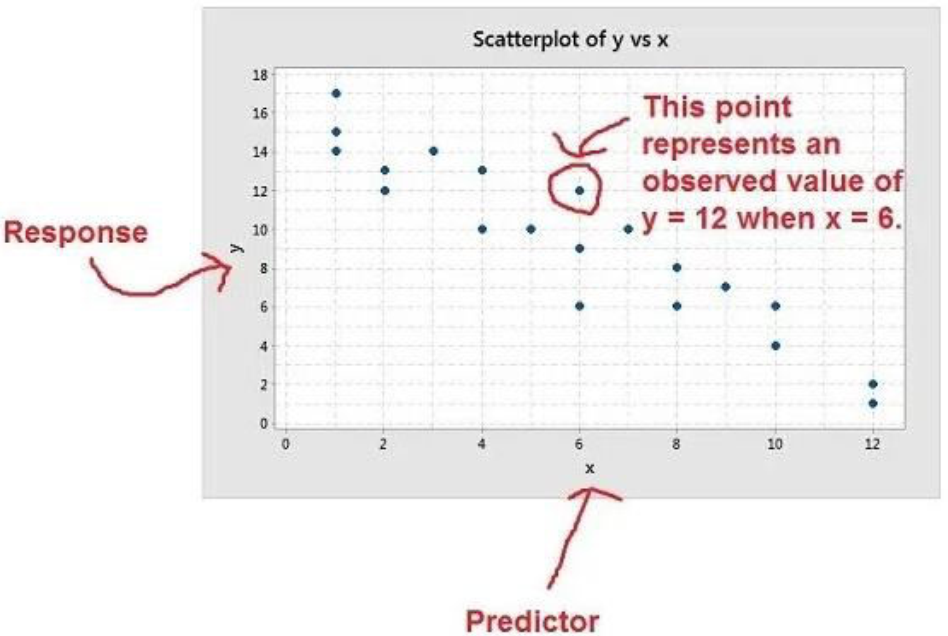 Scatterplot of y vs x
18
16
14
12
10
8
6
4
2
0
y
0 2 4 6 8 10 12
x
This point
represents an
observed value of
y = 12 when x = 6.
Response
Predictor